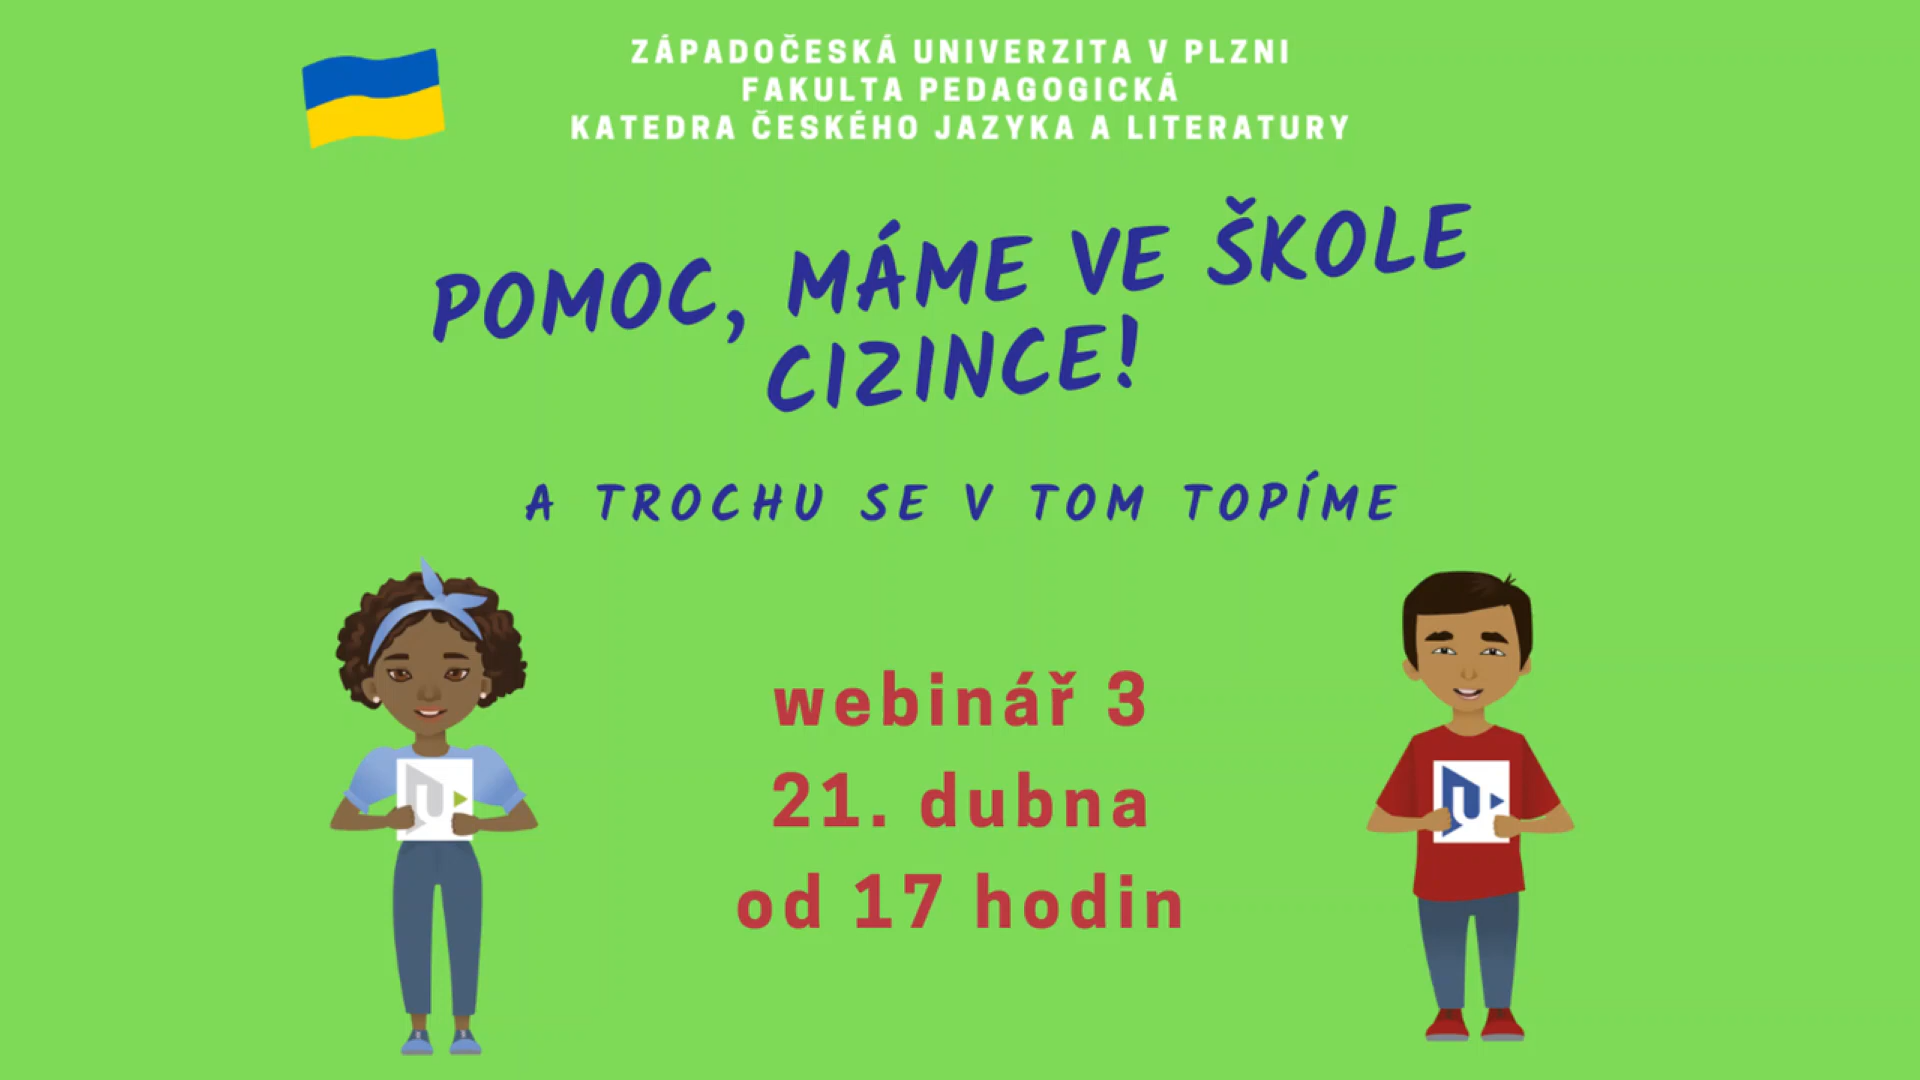 ZÁPADOČESKÁ UNIVERZITA V PLZNI
FAKULTA PEDAGOGICKÁ
KATEDRA ČESKÉHO JAZYKA A LITERATURY
POMOC, MÁME VE ŠKOLE
CIZINCE!
A TROCHU SE V TOM TOPÍME
webinář 3
21. dubna
od 17 hodin
U
U